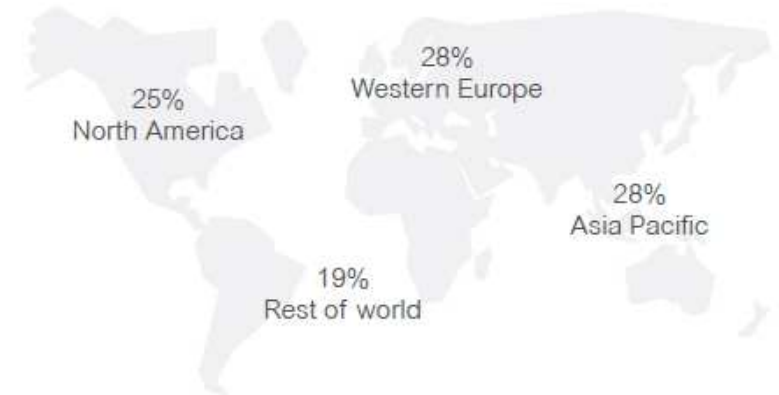 28%
Western Europe
25%
North America
28%
Asia Pacific
19%
Rest of world